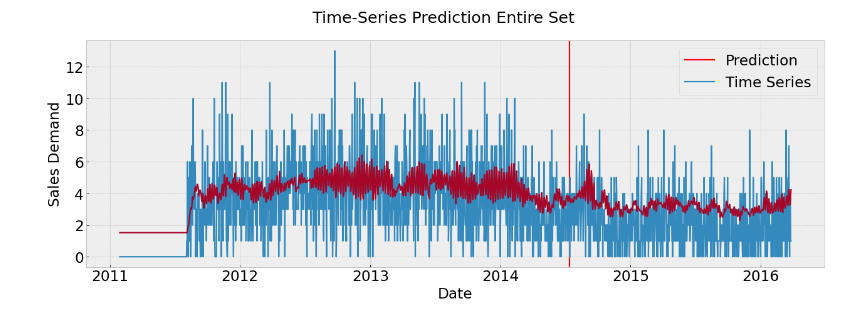 Time-Series Prediction Entire Set
Prediction
Time Series
Sales Demand
12
10
8
6
4
2
0
2011 2012 2013 2014 2015 2016
Date